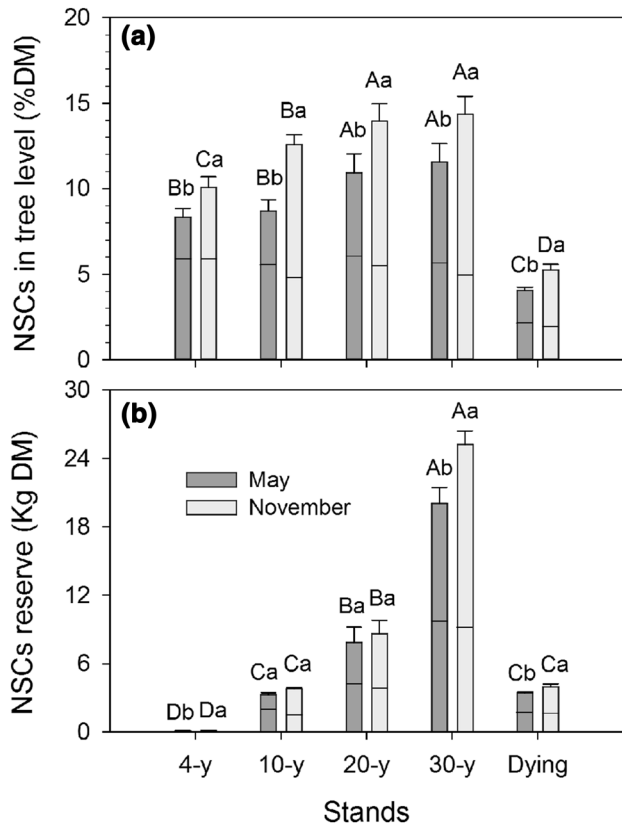 (a)
NSCs in tree level (%DM)
20
15
10
5
0
Bb
Ca
Bb
Ba
Ab
Aa
Ab
Aa
Cb
Da
(b)
NSCs reserve (Kg DM)
30
24
18
12
6
0
May
November
Db
Da
Ca
Ca
Ba
Ba
Ab
Aa
Cb
Ca
4-y 10-y 20-y 30-y Dying
Stands